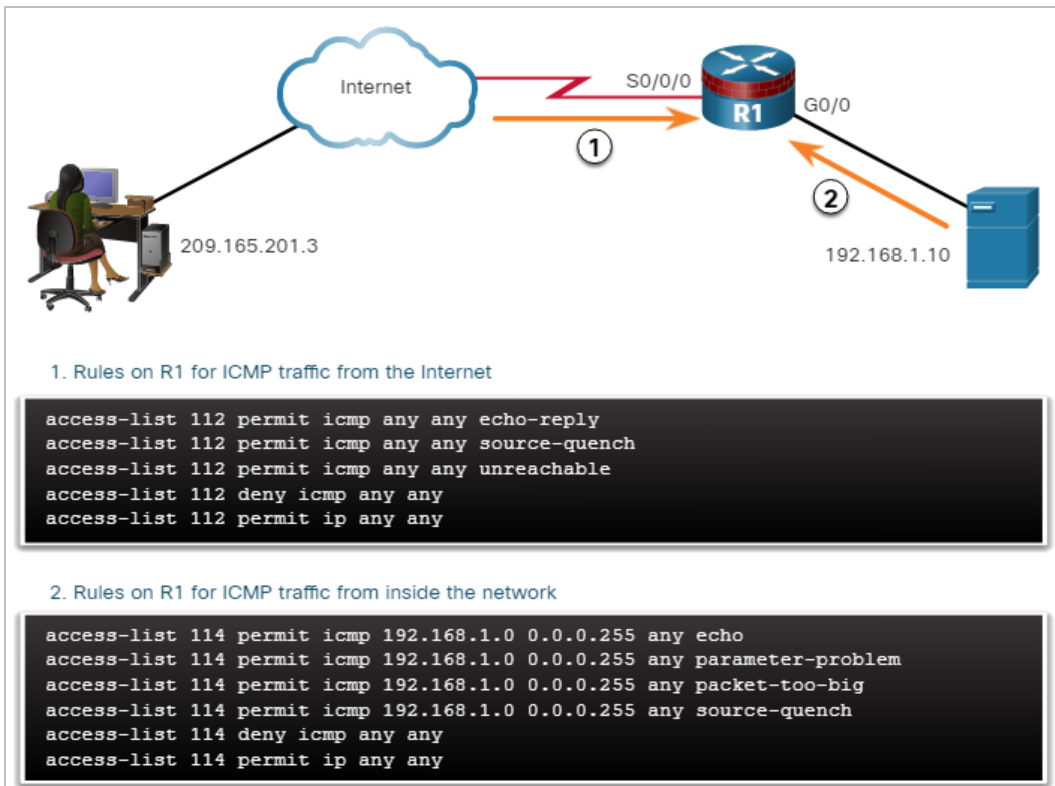 Internet
S0/0/0
R1
G0/0
1
2
209.165.201.3
192.168.1.10
1. Rules on R1 for ICMP traffic from the Internet
access-list 112 permit icmp any any echo-reply
access-list 112 permit icmp any any source-quench
access-list 112 permit icmp any any unreachable
access-list 112 deny icmp any any
access-list 112 permit ip any any
2. Rules on R1 for ICMP traffic from inside the network
access-list 114 permit icmp 192.168.1.0 0.0.0.255 any echo
access-list 114 permit icmp 192.168.1.0 0.0.0.255 any parameter-problem
access-list 114 permit icmp 192.168.1.0 0.0.0.255 any packet-too-big
access-list 114 permit icmp 192.168.1.0 0.0.0.255 any source-quench
access-list 114 deny icmp any any
access-list 114 permit ip any any